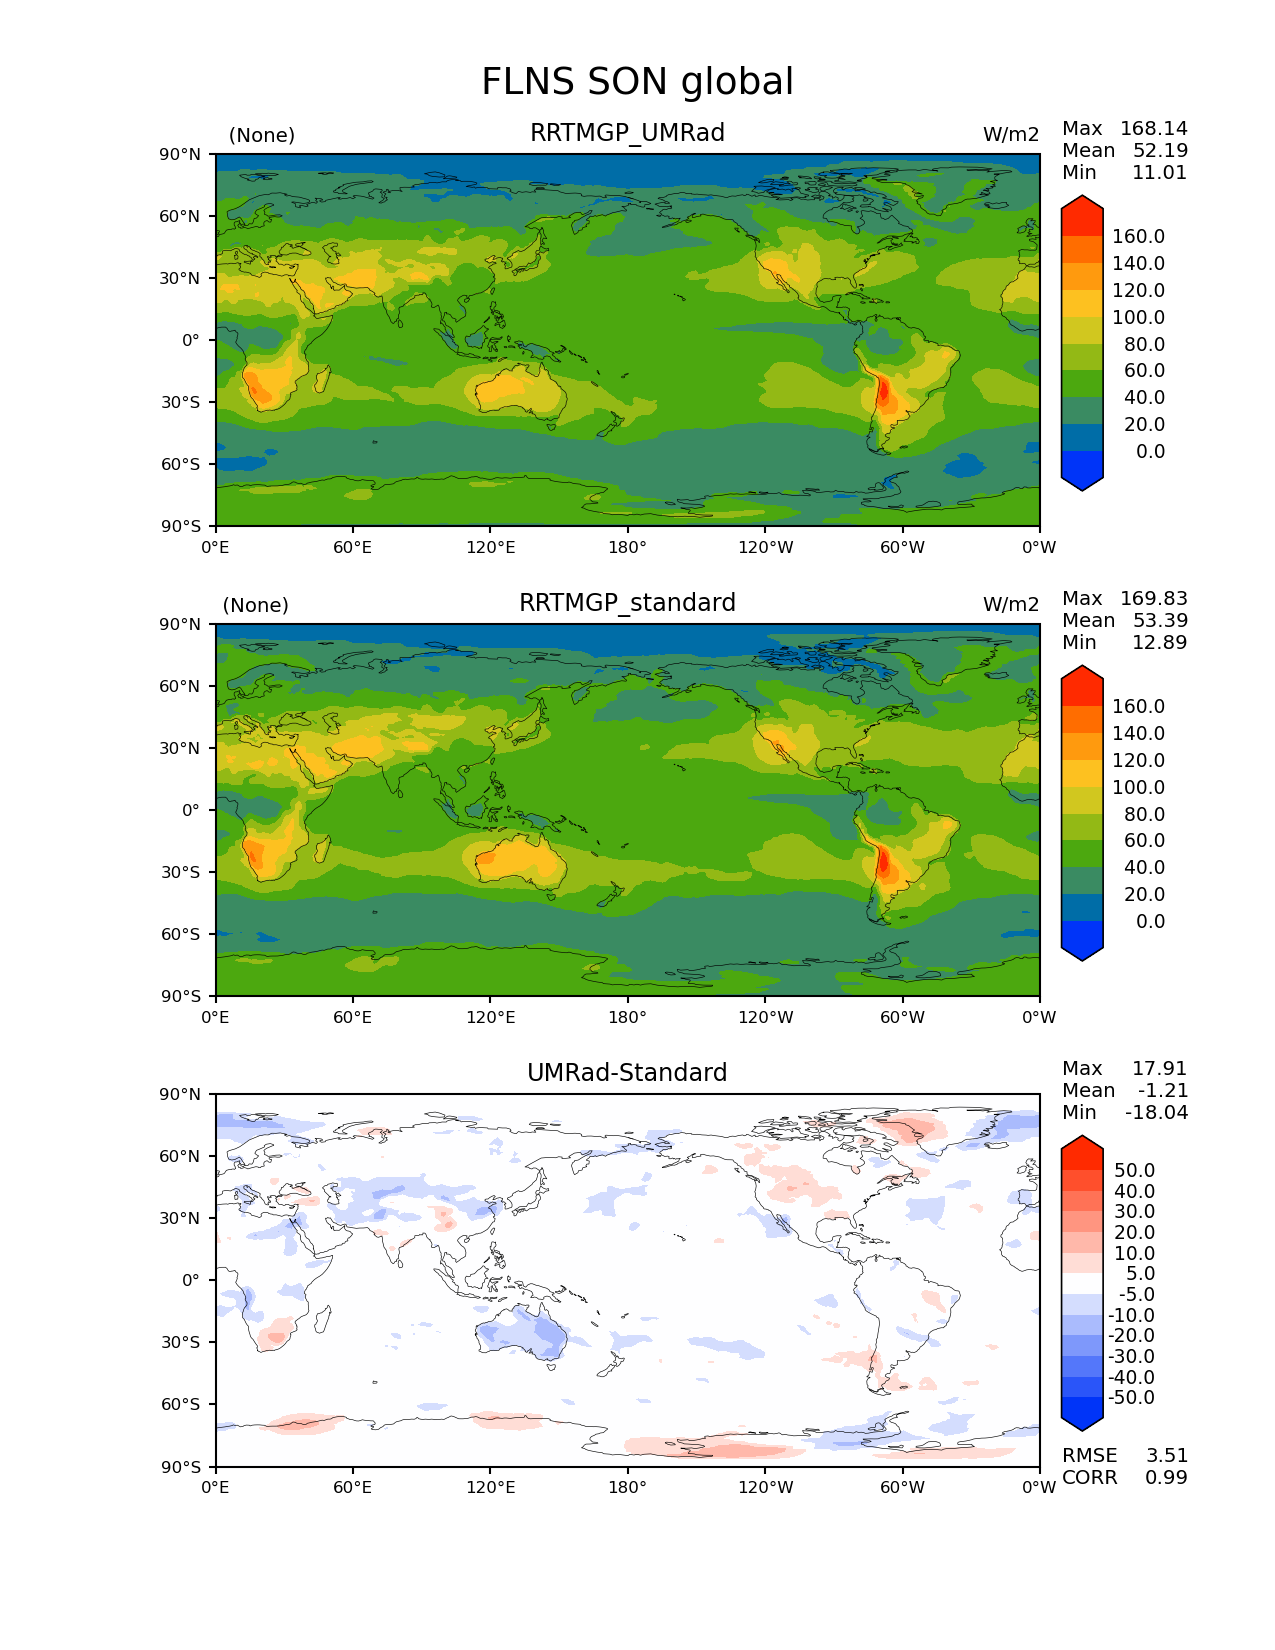 FLNS SON global
(None) RRTMGP_UMRad W/m2
Max 168.14
Mean 52.19
Min 11.01
90°N
60°N
30°N
0°
30°S
60°S
90°S
0°E 60°E 120°E 180° 120°W 60°W 0°W
160.0
140.0
120.0
100.0
80.0
60.0
40.0
20.0
0.0
(None) RRTMGP_standard W/m2
Max 169.83
Mean 53.39
Min 12.89
90°N
60°N
30°N
0°
30°S
60°S
90°S
0°E 60°E 120°E 180° 120°W 60°W 0°W
160.0
140.0
120.0
100.0
80.0
60.0
40.0
20.0
0.0
UMRad-Standard
Max 17.91
Mean -1.21
Min -18.04
90°N
60°N
30°N
0°
30°S
60°S
90°S
0°E 60°E 120°E 180° 120°W 60°W 0°W
50.0
40.0
30.0
20.0
10.0
5.0
-5.0
-10.0
-20.0
-30.0
-40.0
-50.0
RMSE 3.51
CORR 0.99